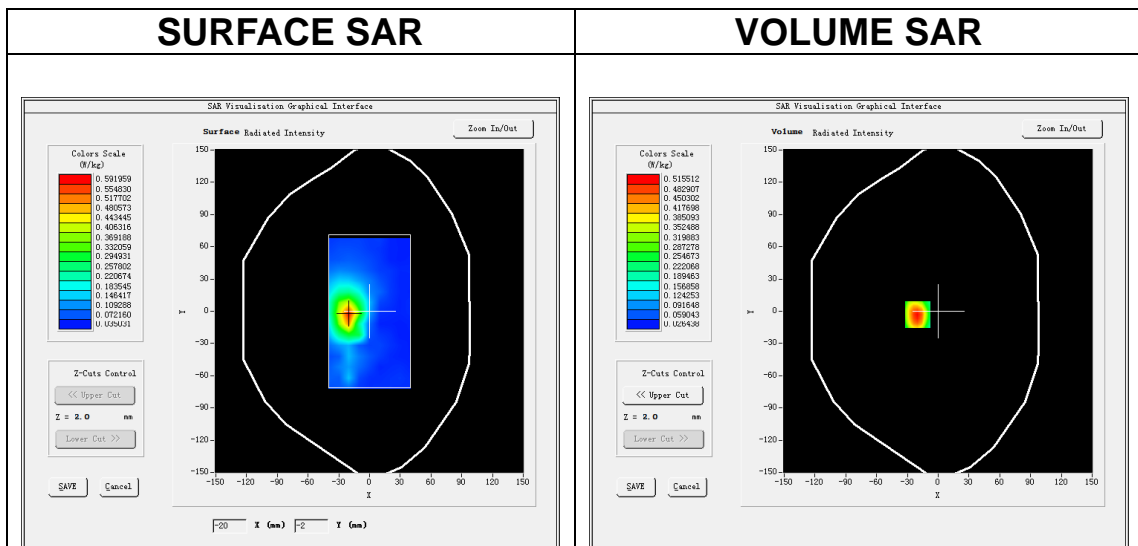 SURFACE SAR
SAR Visualisation Graphical Interface
Surface Radiated Intensity
Zoom In/Out
Colors Scale
(W/kg)
0.591959
0.554830
0.517702
0.480573
0.443445
0.406316
0.369188
0.332059
0.294931
0.257802
0.220674
0.183545
0.146417
0.109288
0.072160
0.035031
Z-Cuts Control
<< Upper Cut
Z = 2.0 mm
Lower Cut >>
SAVE Cancel
150
120
90
60
30
0
-30
-60
-90
-120
-150
Y
-150 -120 -90 -60 -30 0 30 60 90 120 150
X
-20 X (mm) -2 Y (mm)
VOLUME SAR
SAR Visualisation Graphical Interface
Volume Radiated Intensity
Zoom In/Out
Colors Scale
(W/kg)
0.515512
0.482907
0.450302
0.417698
0.385093
0.352488
0.319883
0.287278
0.254673
0.222068
0.189463
0.156858
0.124253
0.091648
0.059043
0.026438
Z-Cuts Control
<< Upper Cut
Z = 2.0 mm
Lower Cut >>
SAVE Cancel
150
120
90
60
30
0
-30
-60
-90
-120
-150
Y
-150 -120 -90 -60 -30 0 30 60 90 120 150
X